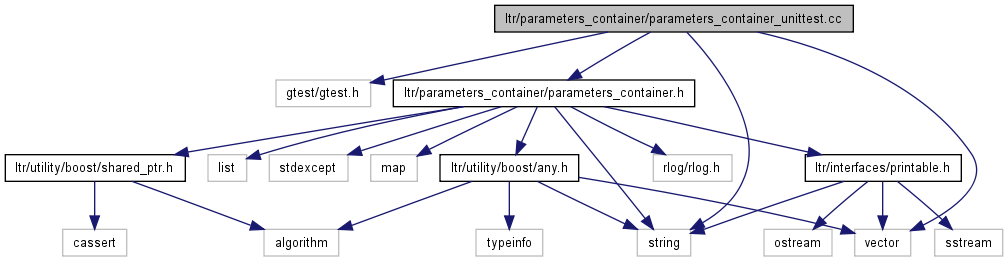 ltr/parameters_container/parameters_container_unittest.cc
gtest/gtest.h
ltr/parameters_container/parameters_container.h
ltr/utility/boost/shared_ptr.h
list
stdexcept
map
ltr/utility/boost/any.h
rlog/rlog.h
ltr/interfaces/printable.h
cassert
algorithm
typeinfo
string
ostream
vector
sstream